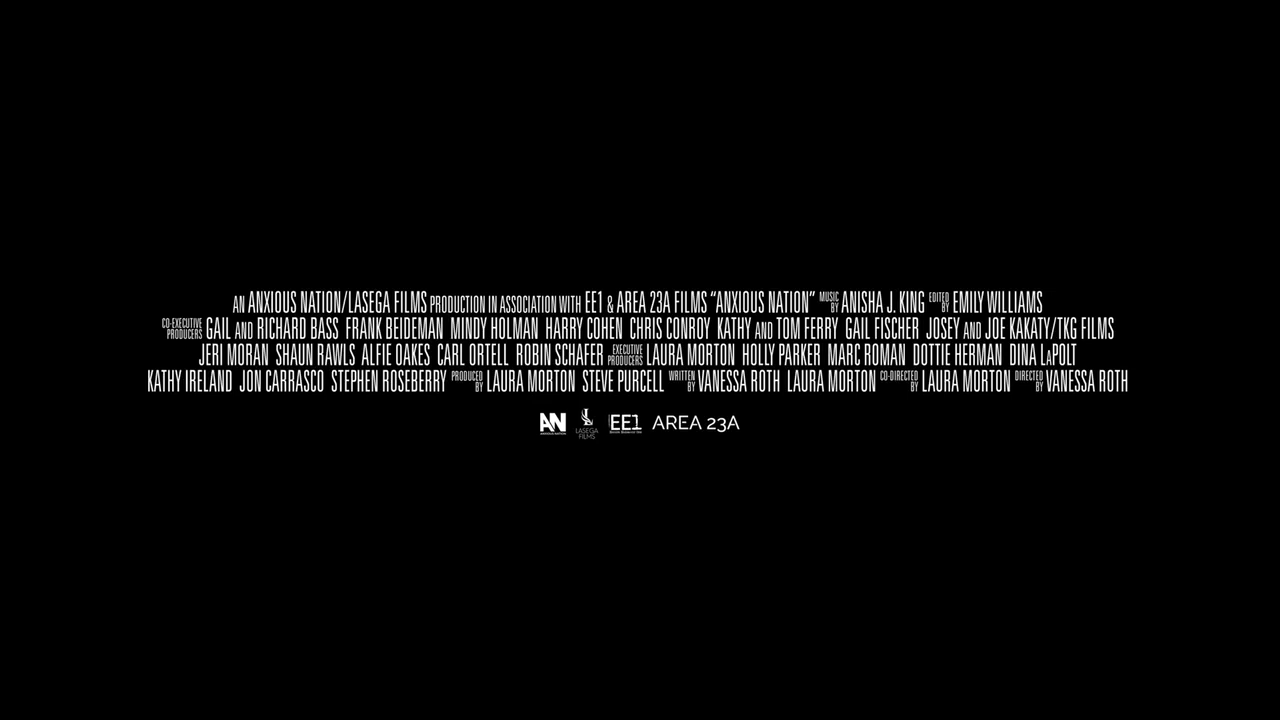 AN ANXIOUS NATION/LASEGA FILMS PRODUCTION IN ASSOCIATION WITH EE1 & AREA 23A FILMS “ANXIOUS NATION” MUSIC BY ANISHA J. KING EDITED BY EMILY WILLIAMS
CO-EXECUTIVE PRODUCERS GAIL AND RICHARD BASS FRANK BEIDEMAN MINDY HOLMAN HARRY COHEN CHRIS CONROY KATHY AND TOM FERRY GAIL FISCHER JOSEY AND JOE KAKATY/TKG FILMS
JERI MORAN SHAUN RAWLS ALFIE OAKES CARL ORTELL ROBIN SCHAFER EXECUTIVE PRODUCERS LAURA MORTON HOLLY PARKER MARC ROMAN DOTTIE HERMAN DINA LAPOLT
KATHY IRELAND JON CARRASCO STEPHEN ROSEBERRY PRODUCED BY LAURA MORTON STEVE PURCELL WRITTEN BY VANESSA ROTH LAURA MORTON CO-DIRECTED BY LAURA MORTON DIRECTED BY VANESSA ROTH
AN ANXIOUS NATION LASEGA FILMS EE1 AREA 23A